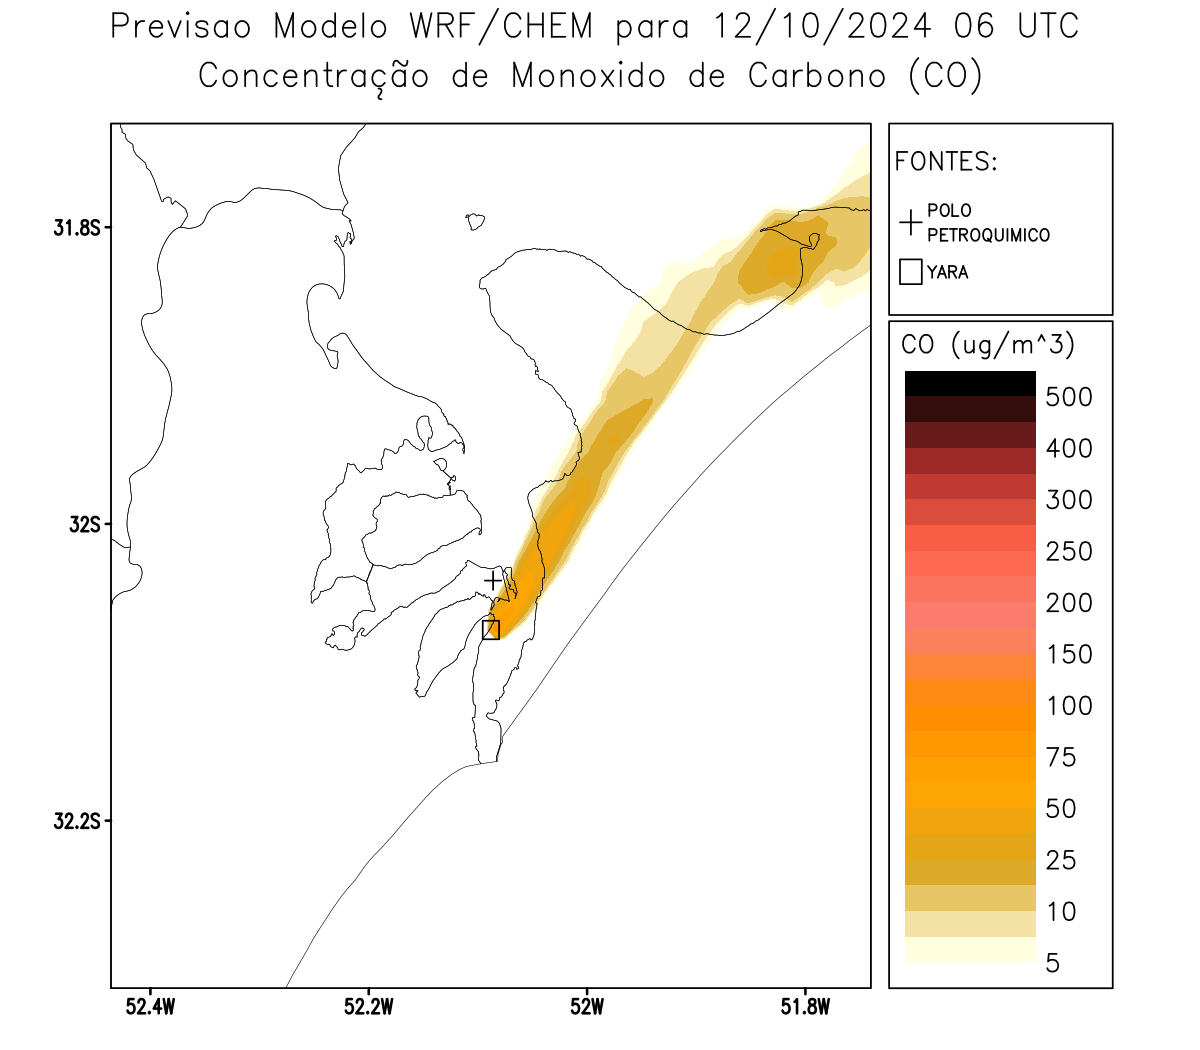 Previsao Modelo WRF/CHEM para 12/10/2024 06 UTC
Concentração de Monoxido de Carbono (CO)
FONTES:
POLO
PETROQUIMICO
YARA
CO (ug/m^3)
500
400
300
250
200
150
100
75
50
25
10
5
31.8S
32S
32.2S
52.4W
52.2W
52W
51.8W